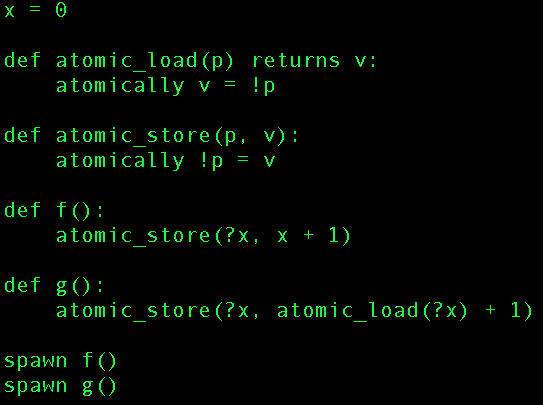 x = 0
def atomic_load(p) returns v:
    atomically v = !p
def atomic_store(p, v):
    atomically !p = v
def f():
    atomic_store(?x, x + 1)
def g():
    atomic_store(?x, atomic_load(?x) + 1)
spawn f()
spawn g()